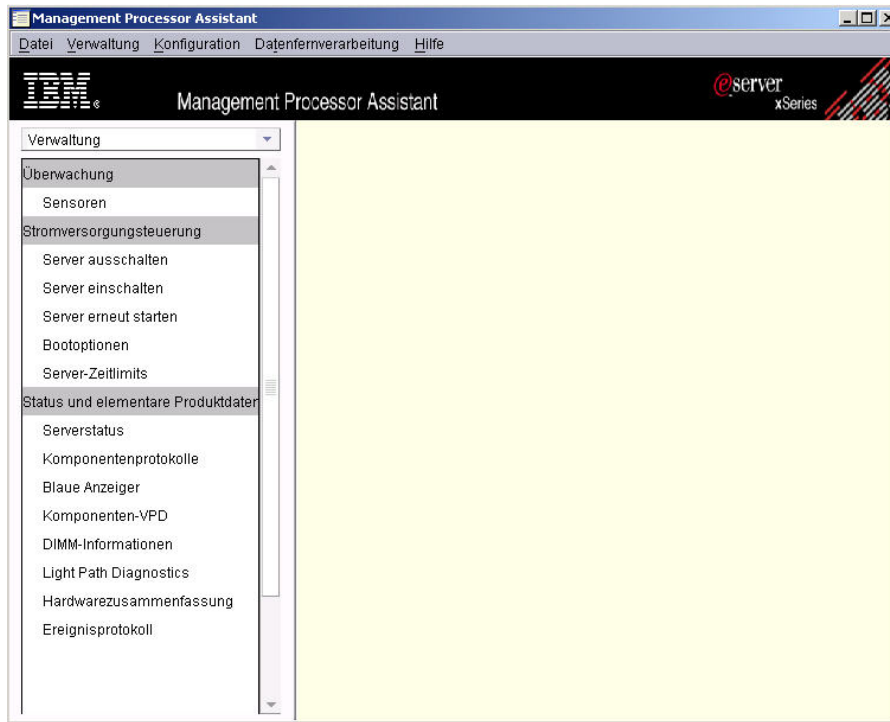 Management Processor Assistant
Datei Verwaltung Konfiguration Datenfernverarbeitung Hilfe
IBM®
Management Processor Assistant
eserver
xSeries
Verwaltung
Überwachung
Sensoren
Stromversorgungsteuerung
Server ausschalten
Server einschalten
Server erneut starten
Bootoptionen
Server-Zeitlimits
Status und elementare Produktdaten
Serverstatus
Komponentenprotokolle
Blaue Anzeiger
Komponenten-VPD
DIMM-Informationen
Light Path Diagnostics
Hardwarezusammenfassung
Ereignisprotokoll